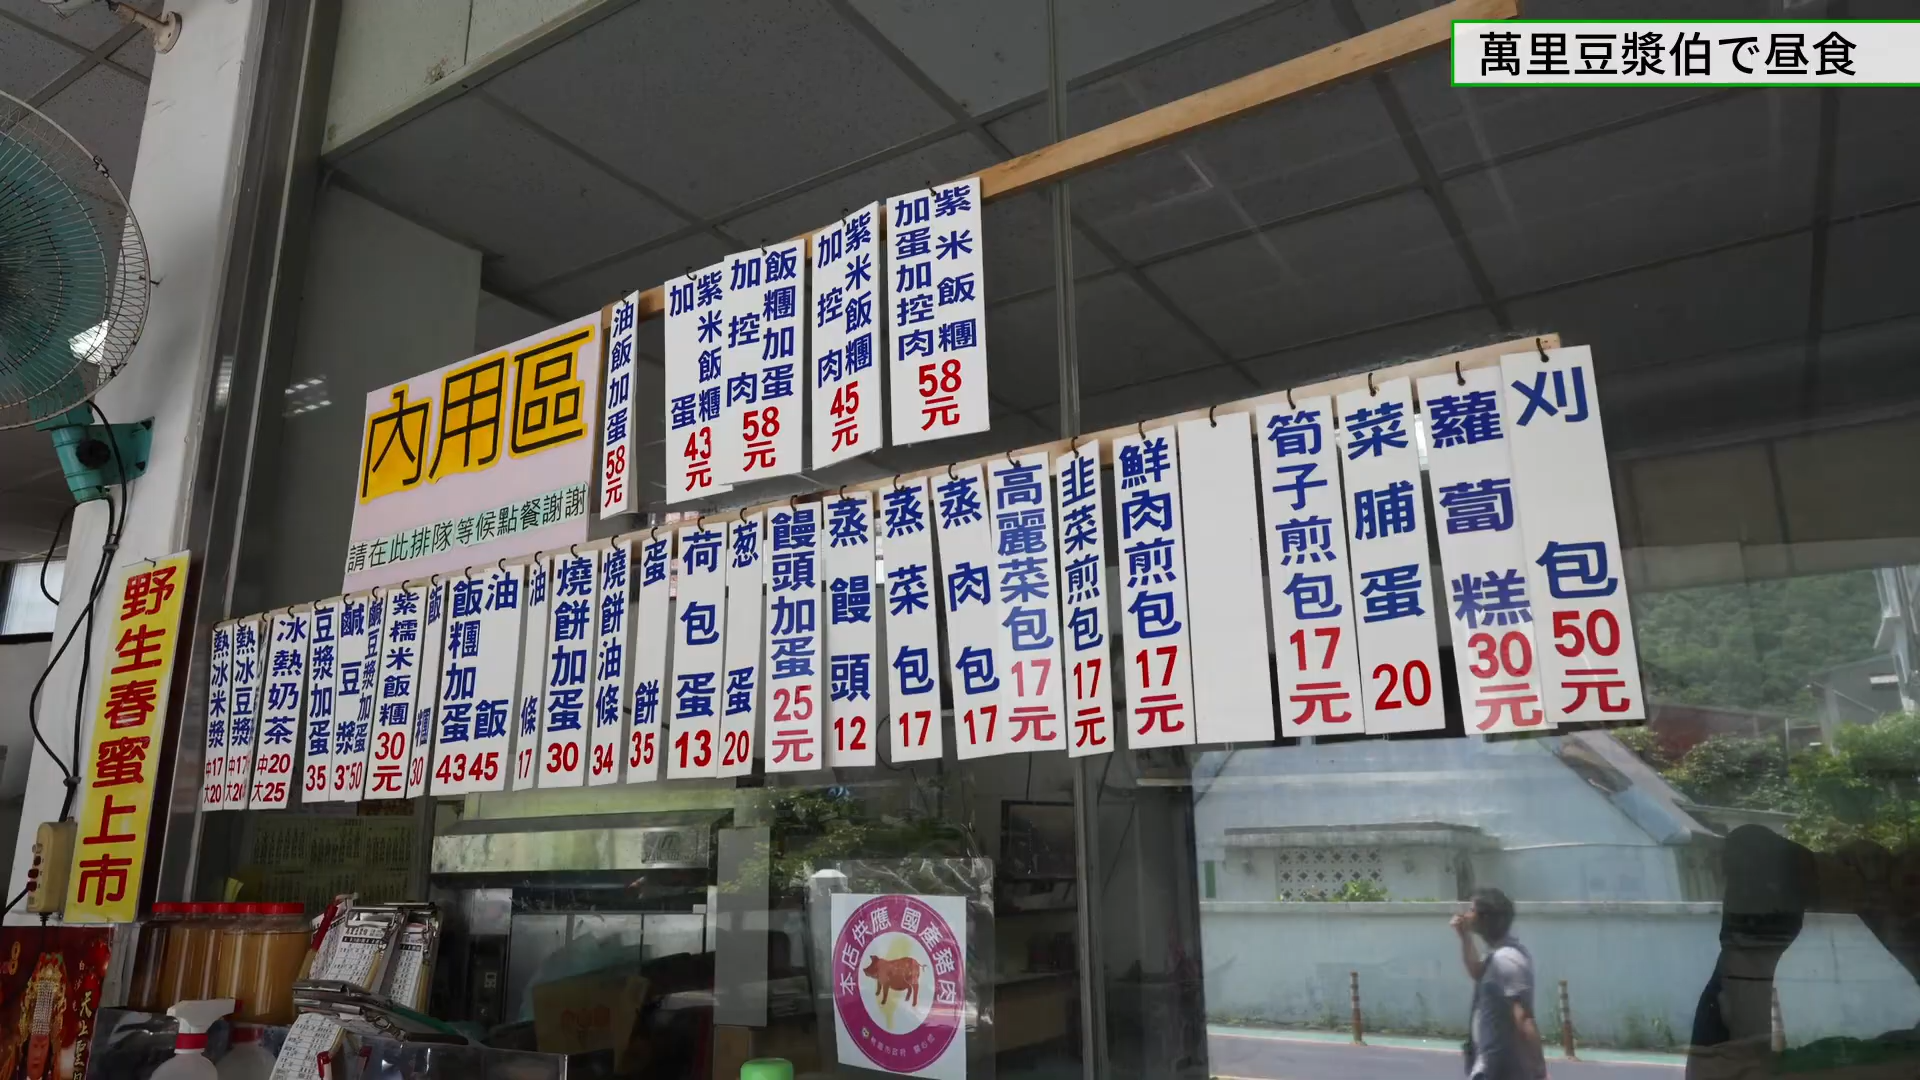 萬里豆漿伯で昼食
內用區
請在此排隊等候點餐謝謝
油飯加蛋 58元
紫米飯糰加蛋 43元
飯糰加蛋加控肉 58元
紫米飯糰加控肉 45元
紫米飯糰加蛋加控肉 58元
熱冰米漿 中17 大20
熱冰豆漿
冰熱奶茶 中20 大25
豆漿加蛋 35
鹹豆漿
鹹豆漿加蛋 50
紫糯米飯糰 30元
飯糰 30
飯糰加蛋 43
油飯 45
油條 17
燒餅加蛋 30
燒餅油條 34
蛋餅 35
荷包蛋 13
葱蛋 20
饅頭加蛋 25元
蒸饅頭 12
蒸菜包 17
蒸肉包 17
高麗菜包 17元
韭菜煎包 17元
鮮肉煎包 17元
筍子煎包 17元
菜脯蛋 20
蘿蔔糕 30元
刈包 50元
野生春蜜上市
本店供應 國產豬肉